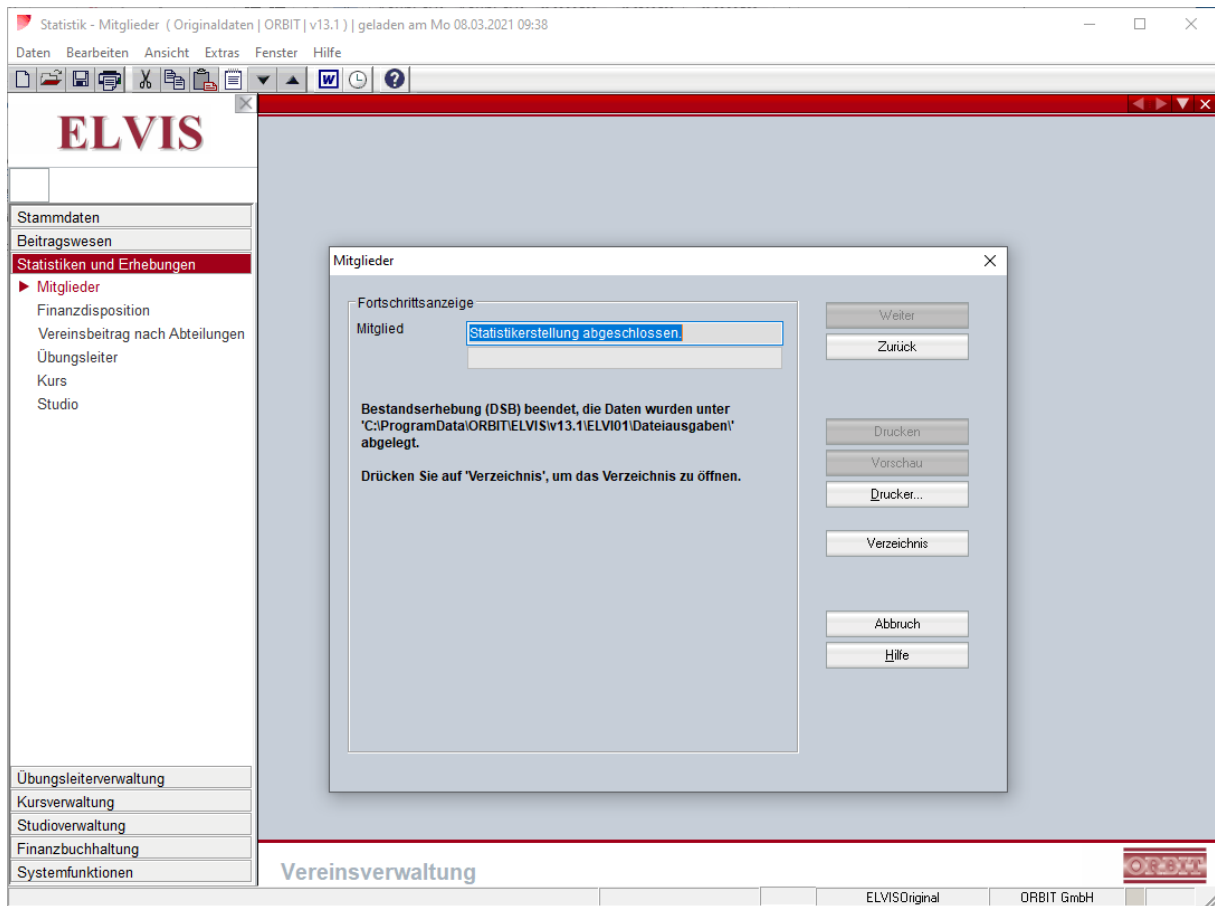 Statistik - Mitglieder ( Originaldaten | ORBIT | v13.1 ) | geladen am Mo 08.03.2021 09:38
Daten Bearbeiten Ansicht Extras Fenster Hilfe
W
?
ELVIS
Stammdaten
Beitragswesen
Statistiken und Erhebungen
Mitglieder
Finanzdisposition
Vereinsbeitrag nach Abteilungen
Übungsleiter
Kurs
Studio
Übungsleiterverwaltung
Kursverwaltung
Studioverwaltung
Finanzbuchhaltung
Systemfunktionen
Mitglieder
Fortschrittsanzeige
Mitglied
Statistikerstellung abgeschlossen.
Bestandserhebung (DSB) beendet, die Daten wurden unter
'C:\ProgramData\ORBIT\ELVIS\v13.1\ELVI01\Dateiausgaben\'
abgelegt.
Drücken Sie auf 'Verzeichnis', um das Verzeichnis zu öffnen.
Weiter
Zurück
Drucken
Vorschau
Drucker...
Verzeichnis
Abbruch
Hilfe
Vereinsverwaltung
ORBIT
ELVISOriginal
ORBIT GmbH